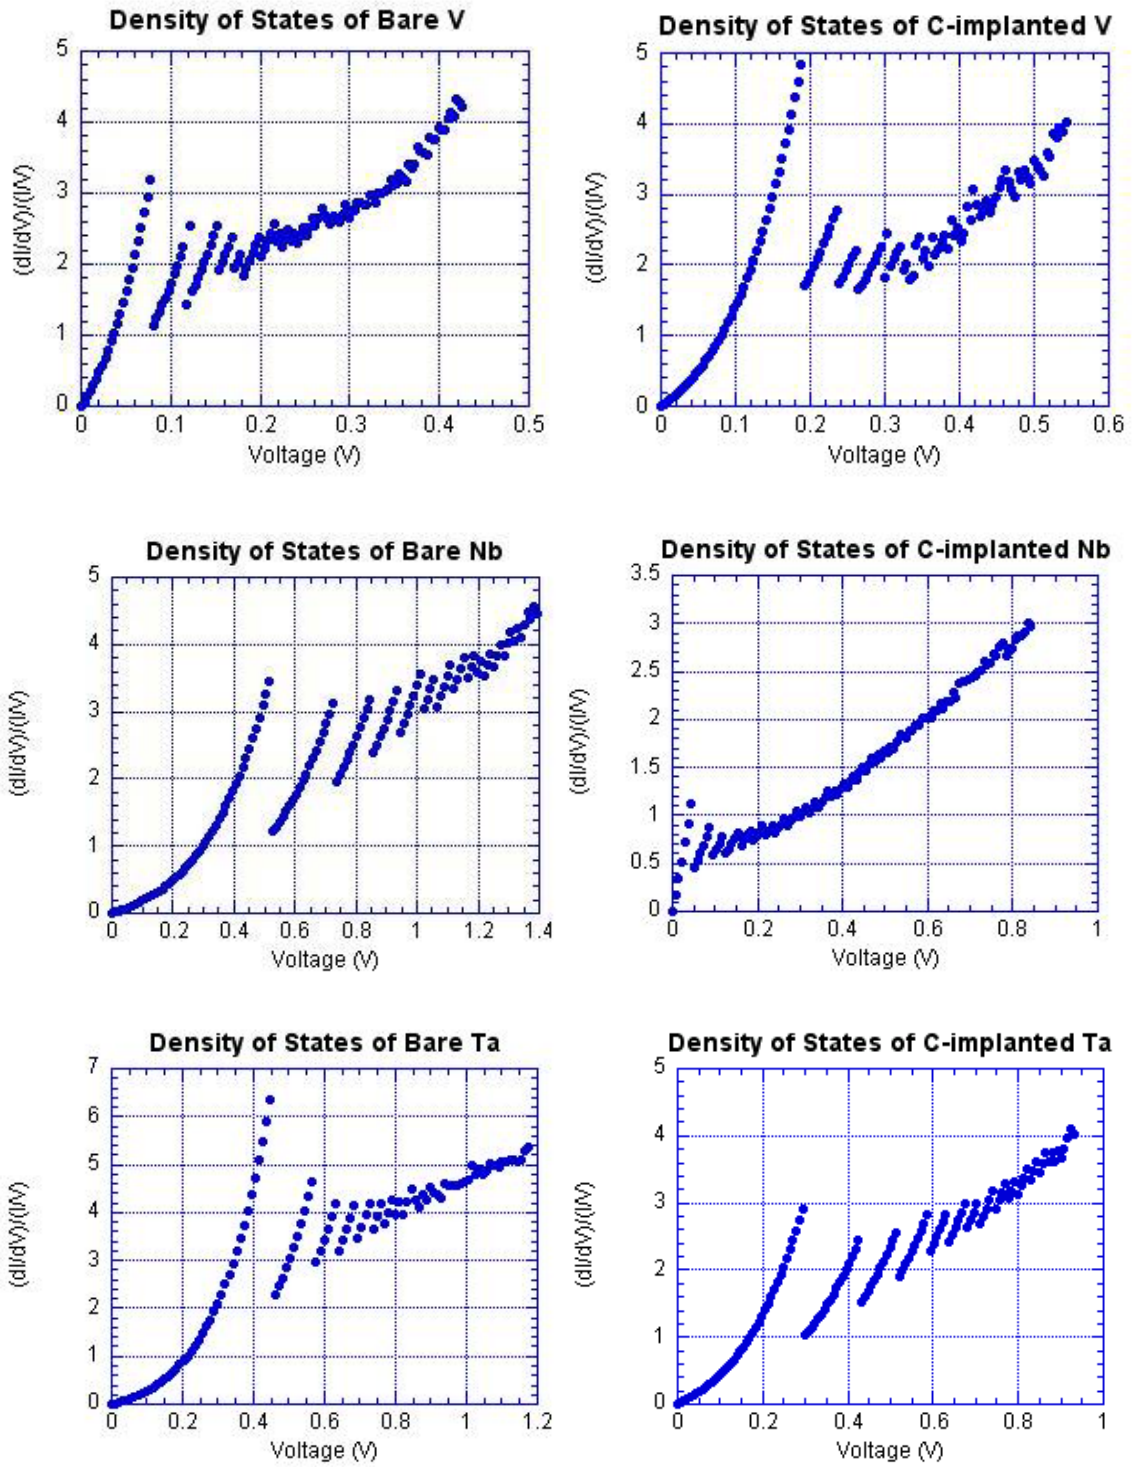 Density of States of Bare V
(dI/dV)/(I/V)
5
4
3
2
1
0
0 0.1 0.2 0.3 0.4 0.5
Voltage (V)
Density of States of C-implanted V
(dI/dV)/(I/V)
5
4
3
2
1
0
0 0.1 0.2 0.3 0.4 0.5 0.6
Voltage (V)
Density of States of Bare Nb
(dI/dV)/(I/V)
5
4
3
2
1
0
0 0.2 0.4 0.6 0.8 1 1.2 1.4
Voltage (V)
Density of States of C-implanted Nb
(dI/dV)/(I/V)
3.5
3
2.5
2
1.5
1
0.5
0
0 0.2 0.4 0.6 0.8 1
Voltage (V)
Density of States of Bare Ta
(dI/dV)/(I/V)
7
6
5
4
3
2
1
0
0 0.2 0.4 0.6 0.8 1 1.2
Voltage (V)
Density of States of C-implanted Ta
(dI/dV)/(I/V)
5
4
3
2
1
0
0 0.2 0.4 0.6 0.8 1
Voltage (V)